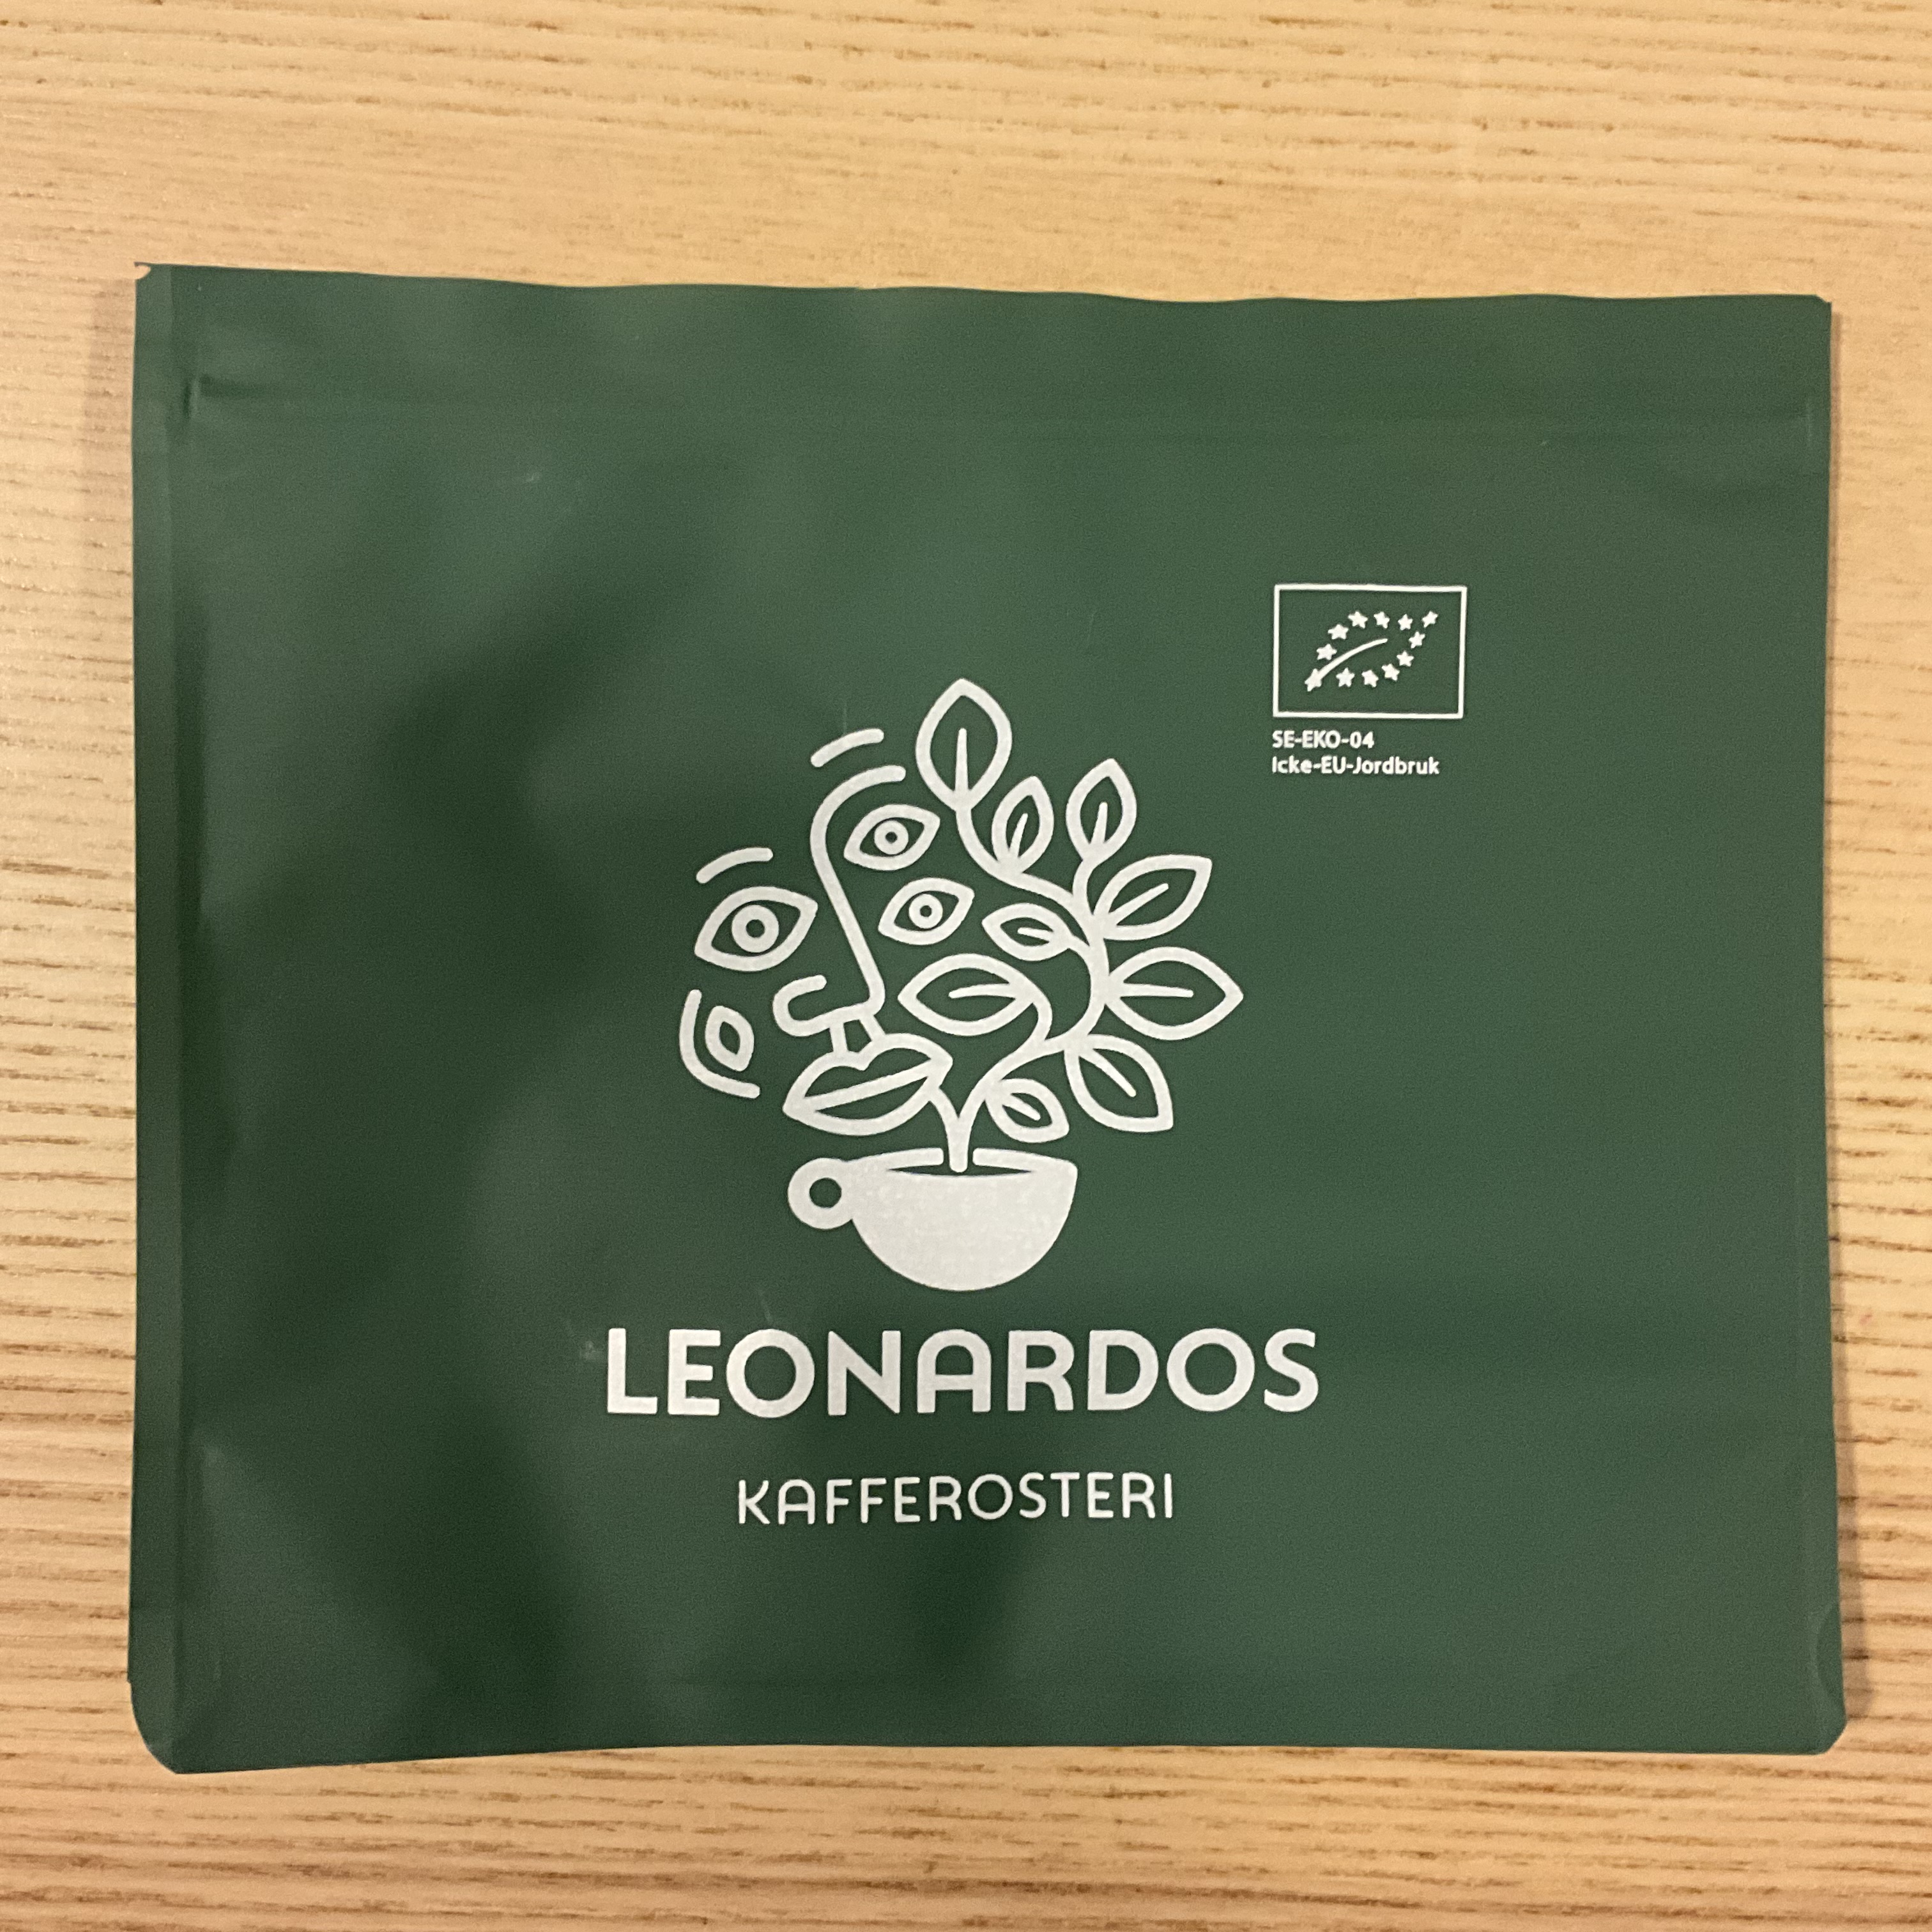 SE-EKO-04
Icke-EU-Jordbruk
LEONARDOS
KAFFEROSTERI